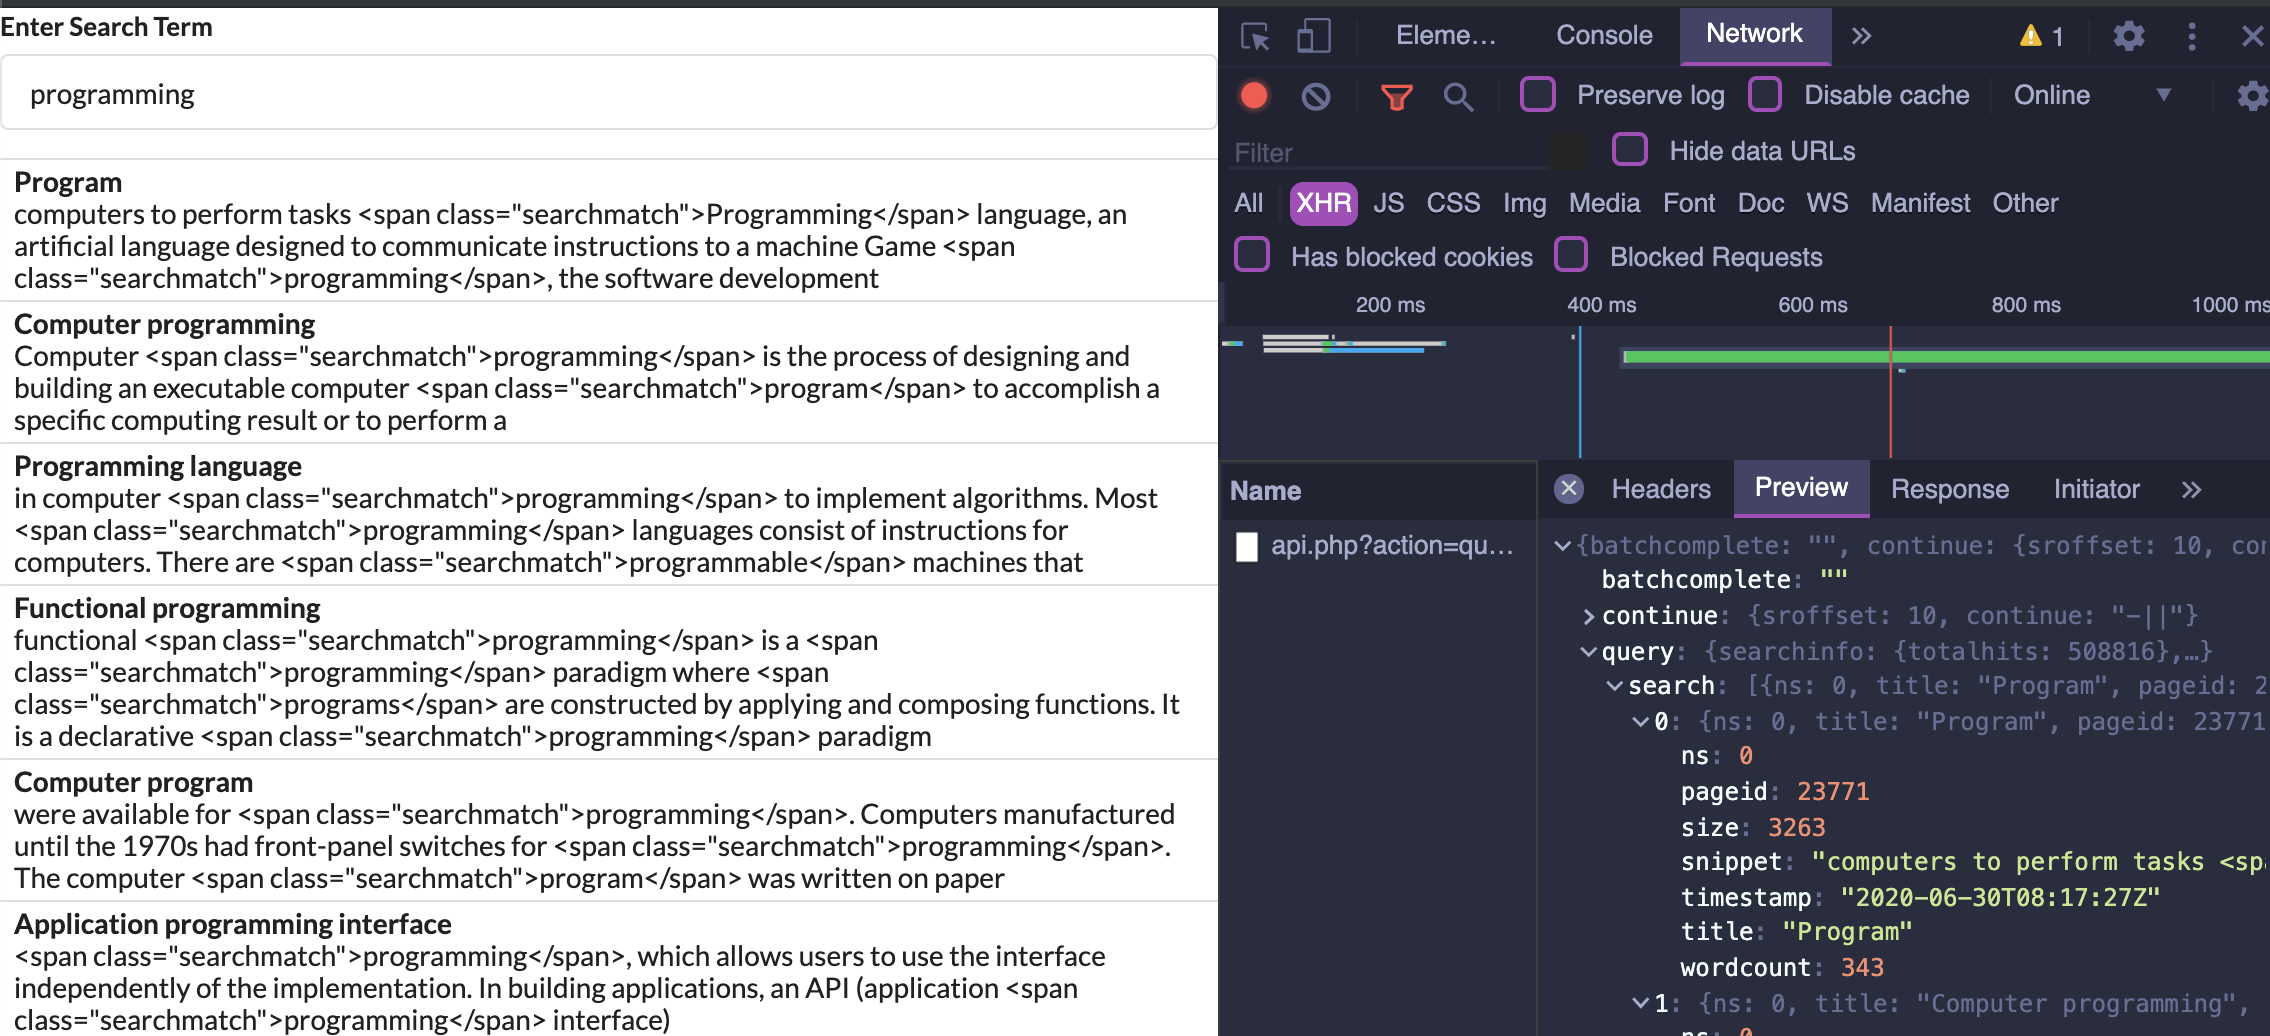 Enter Search Term
programming
Program
computers to perform tasks <span class="searchmatch">Programming</span> language, an
artificial language designed to communicate instructions to a machine Game <span
class="searchmatch">programming</span>, the software development
Computer programming
Computer <span class="searchmatch">programming</span> is the process of designing and
building an executable computer <span class="searchmatch">program</span> to accomplish a
specific computing result or to perform a
Programming language
in computer <span class="searchmatch">programming</span> to implement algorithms. Most
<span class="searchmatch">programming</span> languages consist of instructions for
computers. There are <span class="searchmatch">programmable</span> machines that
Functional programming
functional <span class="searchmatch">programming</span> is a <span
class="searchmatch">programming</span> paradigm where <span
class="searchmatch">programs</span> are constructed by applying and composing functions. It
is a declarative <span class="searchmatch">programming</span> paradigm
Computer program
were available for <span class="searchmatch">programming</span>. Computers manufactured
until the 1970s had front-panel switches for <span class="searchmatch">programming</span>.
The computer <span class="searchmatch">program</span> was written on paper
Application programming interface
<span class="searchmatch">programming</span>, which allows users to use the interface
independently of the implementation. In building applications, an API (application <span
class="searchmatch">programming</span> interface)
Eleme… Console Network » 1
Preserve log Disable cache Online
Filter Hide data URLs
All XHR JS CSS Img Media Font Doc WS Manifest Other
Has blocked cookies Blocked Requests
200 ms 400 ms 600 ms 800 ms 1000 ms
Name Headers Preview Response Initiator »
api.php?action=qu…
{batchcomplete: "", continue: {sroffset: 10, con
batchcomplete: ""
continue: {sroffset: 10, continue: "-||"}
query: {searchinfo: {totalhits: 508816},…}
search: [{ns: 0, title: "Program", pageid: 2
0: {ns: 0, title: "Program", pageid: 23771
ns: 0
pageid: 23771
size: 3263
snippet: "computers to perform tasks <sp
timestamp: "2020-06-30T08:17:27Z"
title: "Program"
wordcount: 343
1: {ns: 0, title: "Computer programming",
ns: 0